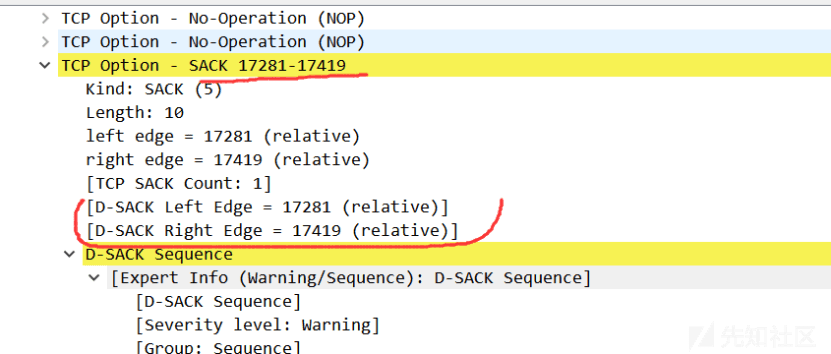 TCP Option - No-Operation (NOP)
TCP Option - No-Operation (NOP)
TCP Option - SACK 17281-17419
Kind: SACK (5)
Length: 10
left edge = 17281 (relative)
right edge = 17419 (relative)
[TCP SACK Count: 1]
[D-SACK Left Edge = 17281 (relative)]
[D-SACK Right Edge = 17419 (relative)]
D-SACK Sequence
[Expert Info (Warning/Sequence): D-SACK Sequence]
[D-SACK Sequence]
[Severity level: Warning]
[Group: Sequence]
先知社区